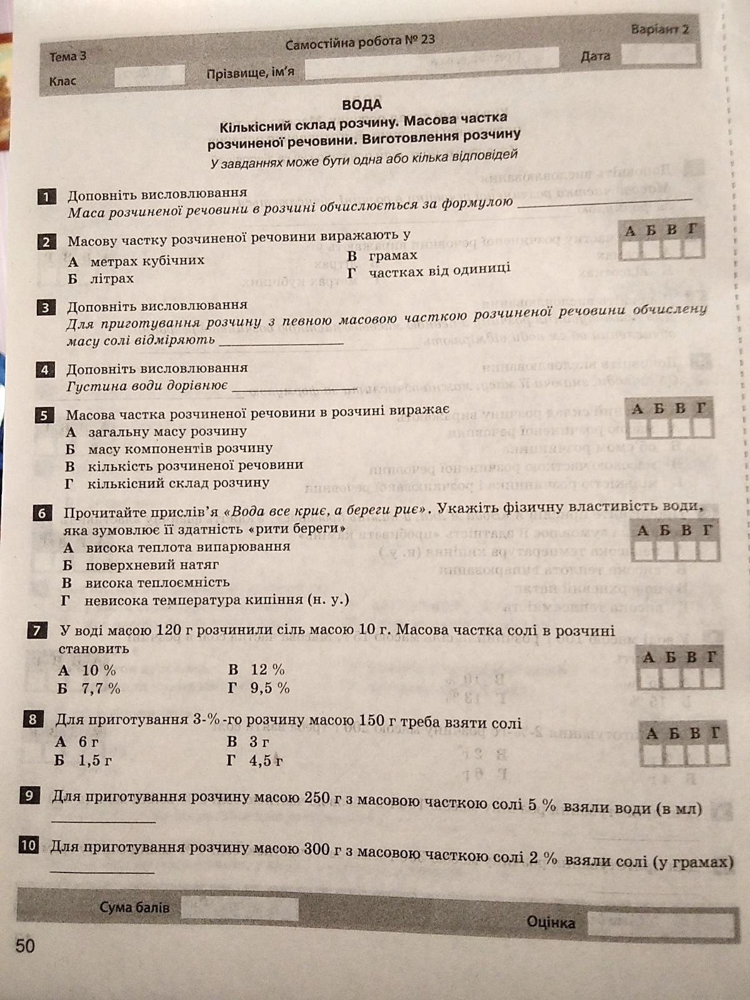 Тема 3
Самостійна робота № 23
Варіант 2
Клас
Прізвище, ім'я
Дата
ВОДА
Кількісний склад розчину. Масова частка
розчиненої речовини. Виготовлення розчину
У завданнях може бути одна або кілька відповідей
1 Доповніть висловлювання
Маса розчиненої речовини в розчині обчислюється за формулою
2 Масову частку розчиненої речовини виражають у
А Б В Г
А метрах кубічних
В грамах
Б літрах
Г частках від одиниці
3 Доповніть висловлювання
Для приготування розчину з певною масовою часткою розчиненої речовини обчислену
масу солі відміряють
4 Доповніть висловлювання
Густина води дорівнює
5 Масова частка розчиненої речовини в розчині виражає
А Б В Г
А загальну масу розчину
Б масу компонентів розчину
В кількість розчиненої речовини
Г кількісний склад розчину
6 Прочитайте прислів'я «Вода все криє, а береги риє». Укажіть фізичну властивість води,
яка зумовлює її здатність «рити береги»
А Б В Г
А висока теплота випарювання
Б поверхневий натяг
В висока теплоємність
Г невисока температура кипіння (н. у.)
7 У воді масою 120 г розчинили сіль масою 10 г. Масова частка солі в розчині
становить
А Б В Г
А 10 %
В 12 %
Б 7,7 %
Г 9,5 %
8 Для приготування 3-%-го розчину масою 150 г треба взяти солі
А Б В Г
А 6 г
В 3 г
Б 1,5 г
Г 4,5 г
9 Для приготування розчину масою 250 г з масовою часткою солі 5 % взяли води (в мл)
10 Для приготування розчину масою 300 г з масовою часткою солі 2 % взяли солі (у грамах)
Сума балів
Оцінка
50